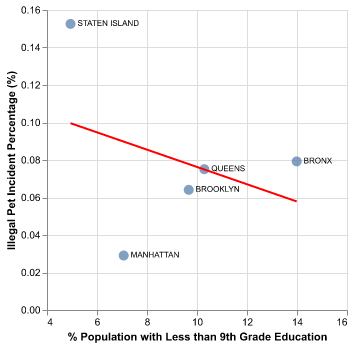 0.16
STATEN ISLAND
0.14
0.12
0.10
0.08
BRONX
QUEENS
0.06
BROOKLYN
0.04
MANHATTAN
0.02
0.00
4 6 8 10 12 14 16
% Population with Less than 9th Grade Education
Illegal Pet Incident Percentage (%)